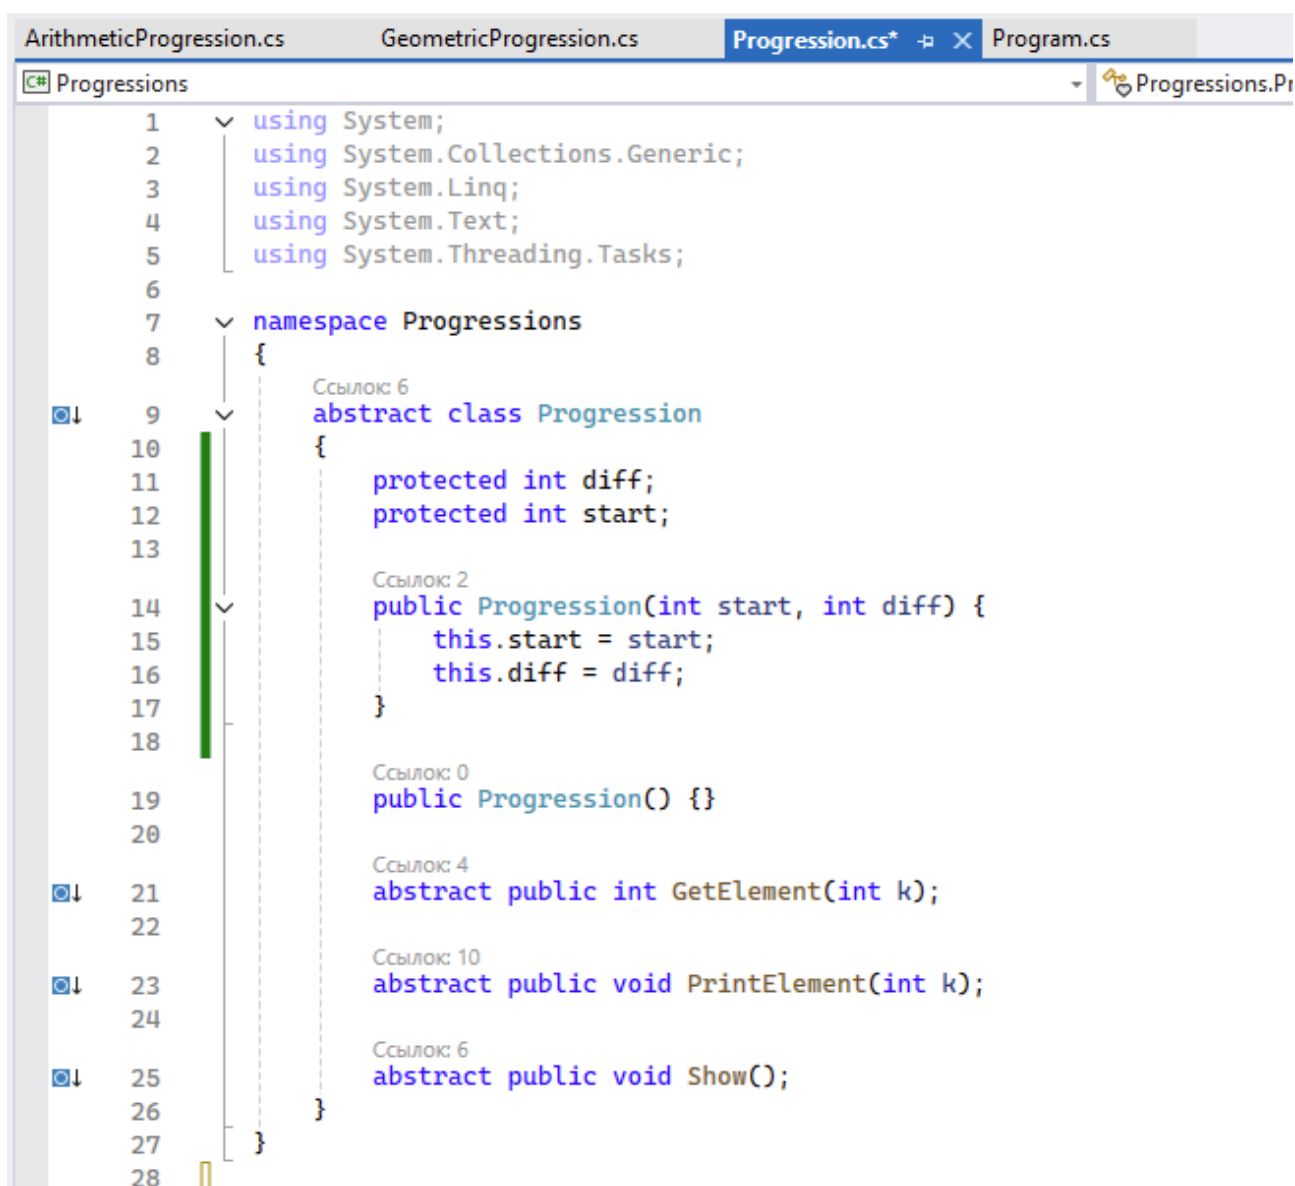 ArithmeticProgression.cs GeometricProgression.cs Progression.cs* Program.cs
C# Progressions Progressions.Pr
1 using System;
2 using System.Collections.Generic;
3 using System.Linq;
4 using System.Text;
5 using System.Threading.Tasks;
6
7 namespace Progressions
8 {
Ссылок: 6
9 abstract class Progression
10 {
11 protected int diff;
12 protected int start;
13
Ссылок: 2
14 public Progression(int start, int diff) {
15 this.start = start;
16 this.diff = diff;
17 }
18
Ссылок: 0
19 public Progression() {}
20
Ссылок: 4
21 abstract public int GetElement(int k);
22
Ссылок: 10
23 abstract public void PrintElement(int k);
24
Ссылок: 6
25 abstract public void Show();
26 }
27 }
28